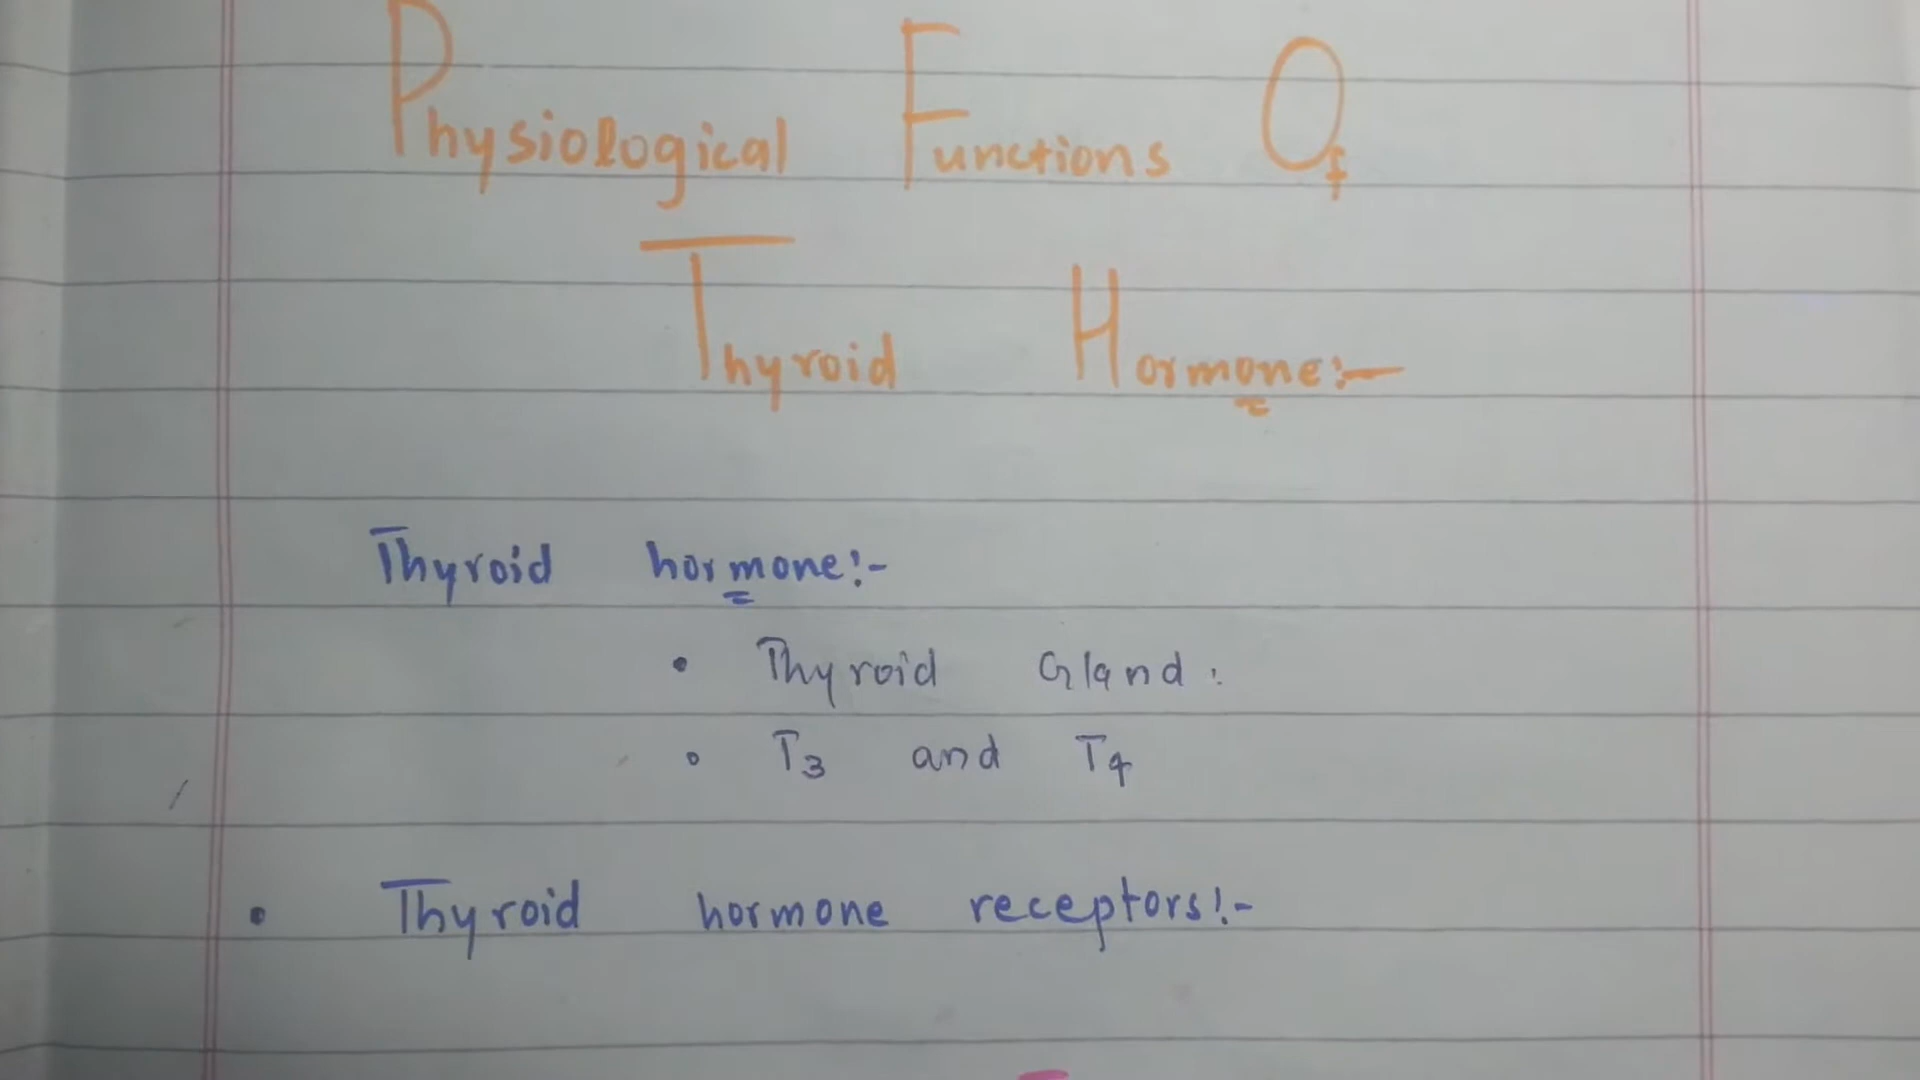 Physiological Functions Of
Thyroid Hormone:-
Thyroid hormone:-
• Thyroid Gland:
• T3 and T4
• Thyroid hormone receptors:-